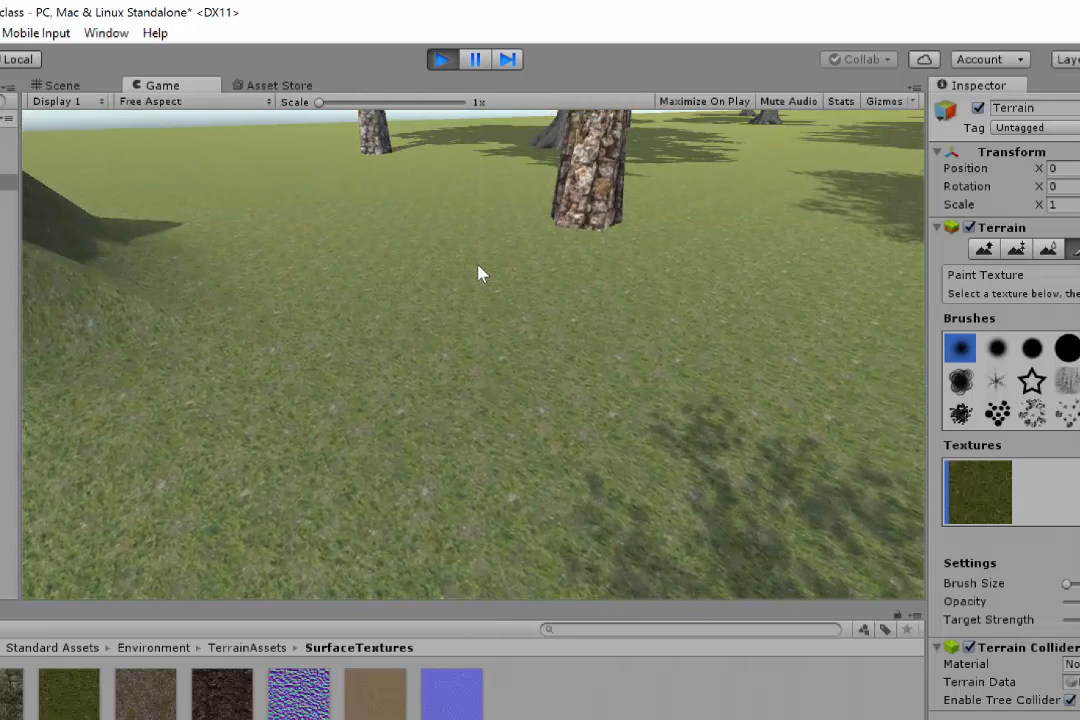 class - PC, Mac & Linux Standalone* <DX11>
Mobile Input Window Help
Local
Collab Account
Scene Game Asset Store
Display 1 Free Aspect Scale 1x Maximize On Play Mute Audio Stats Gizmos
Inspector
Terrain
Tag Untagged
Transform
Position X 0
Rotation X 0
Scale X 1
Terrain
Paint Texture
Select a texture below, the
Brushes
Textures
Settings
Brush Size
Opacity
Target Strength
Standard Assets Environment TerrainAssets SurfaceTextures
Terrain Collider
Material
Terrain Data
Enable Tree Collider